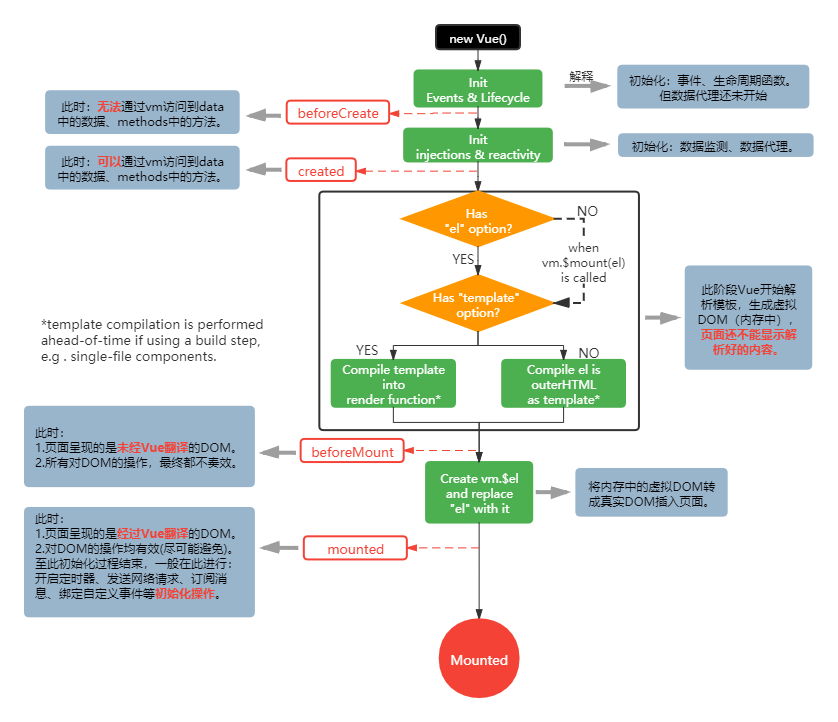 new Vue()
Init
Events & Lifecycle
解释
初始化：事件、生命周期函数。
但数据代理还未开始
此时：无法通过vm访问到data
中的数据、methods中的方法。
beforeCreate
Init
injections & reactivity
初始化：数据监测、数据代理。
此时：可以通过vm访问到data
中的数据、methods中的方法。
created
Has
"el" option?
NO
YES
when
vm.$mount(el)
is called
Has "template"
option?
此阶段Vue开始解
析模板，生成虚拟
DOM（内存中），
页面还不能显示解
析好的内容。
*template compilation is performed
ahead-of-time if using a build step,
e.g . single-file components.
YES
NO
Compile template
into
render function*
Compile el is
outerHTML
as template*
此时：
1.页面呈现的是未经Vue翻译的DOM。
2.所有对DOM的操作，最终都不奏效。
beforeMount
Create vm.$el
and replace
"el" with it
将内存中的虚拟DOM转
成真实DOM插入页面。
此时：
1.页面呈现的是经过Vue翻译的DOM。
2.对DOM的操作均有效(尽可能避免)。
至此初始化过程结束，一般在此进行：
开启定时器、发送网络请求、订阅消
息、绑定自定义事件等初始化操作。
mounted
Mounted